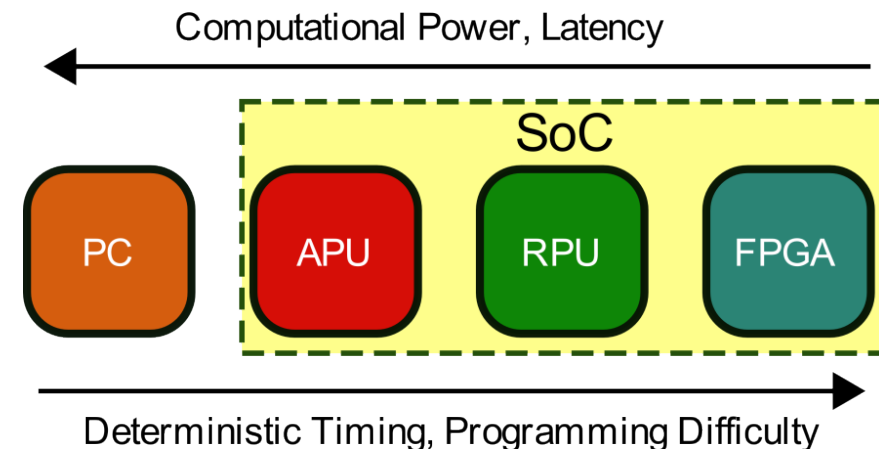 Computational Power, Latency
SoC
PC
APU
RPU
FPGA
Deterministic Timing, Programming Difficulty